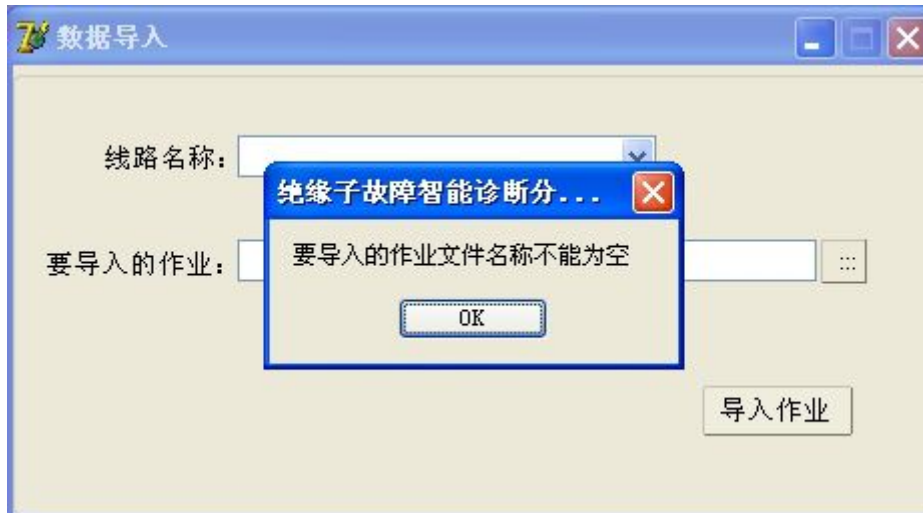 数据导入
线路名称：
绝缘子故障智能诊断分...
要导入的作业文件名称不能为空
要导入的作业：
:::
OK
导入作业